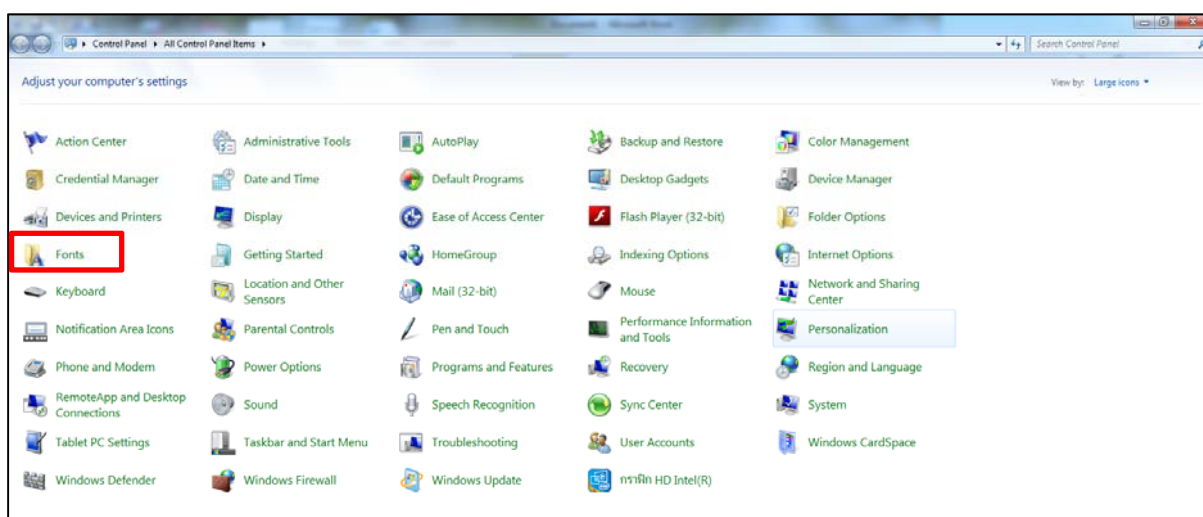 Document - Microsoft Word
Control Panel ▸ All Control Panel Items ▸
Search Control Panel
Adjust your computer's settings
View by: Large icons
Action Center
Administrative Tools
AutoPlay
Backup and Restore
Color Management
Credential Manager
Date and Time
Default Programs
Desktop Gadgets
Device Manager
Devices and Printers
Display
Ease of Access Center
Flash Player (32-bit)
Folder Options
Fonts
Getting Started
HomeGroup
Indexing Options
Internet Options
Keyboard
Location and Other
Sensors
Mail (32-bit)
Mouse
Network and Sharing
Center
Notification Area Icons
Parental Controls
Pen and Touch
Performance Information
and Tools
Personalization
Phone and Modem
Power Options
Programs and Features
Recovery
Region and Language
RemoteApp and Desktop
Connections
Sound
Speech Recognition
Sync Center
System
Tablet PC Settings
Taskbar and Start Menu
Troubleshooting
User Accounts
Windows CardSpace
Windows Defender
Windows Firewall
Windows Update
กราฟิก HD Intel(R)